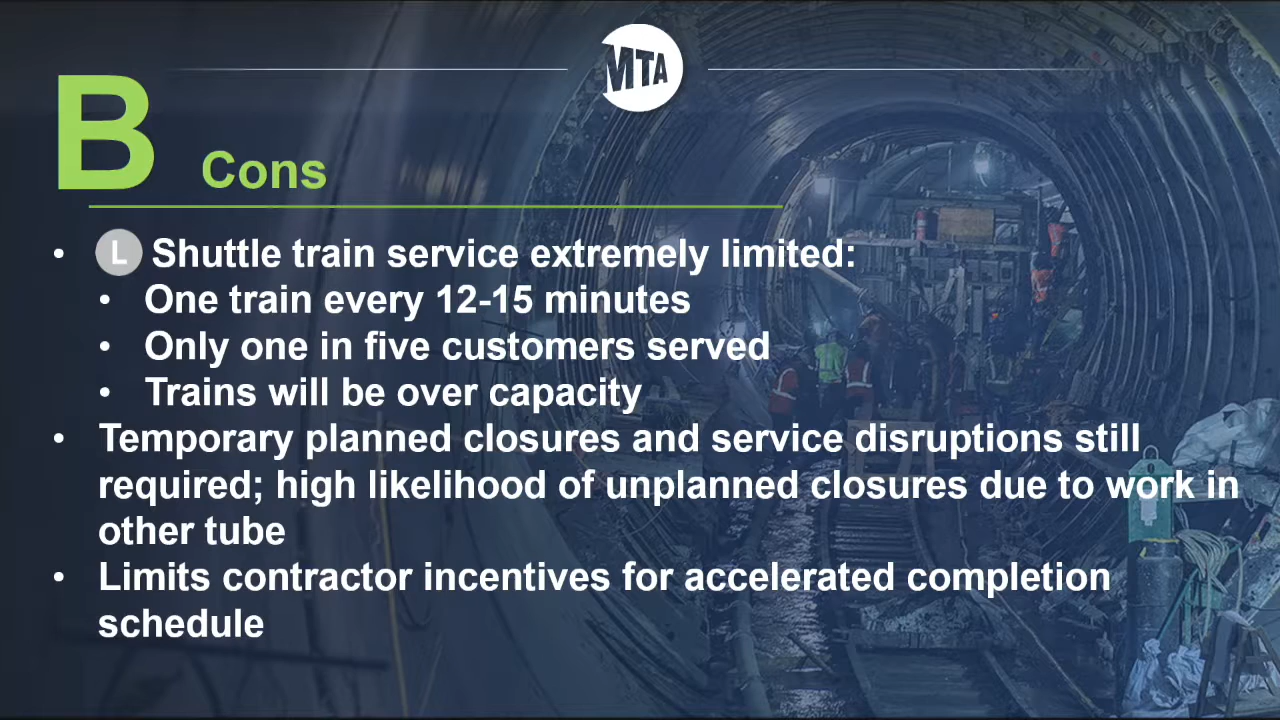 MTA
B Cons
• L Shuttle train service extremely limited:
• One train every 12-15 minutes
• Only one in five customers served
• Trains will be over capacity
• Temporary planned closures and service disruptions still
required; high likelihood of unplanned closures due to work in
other tube
• Limits contractor incentives for accelerated completion
schedule